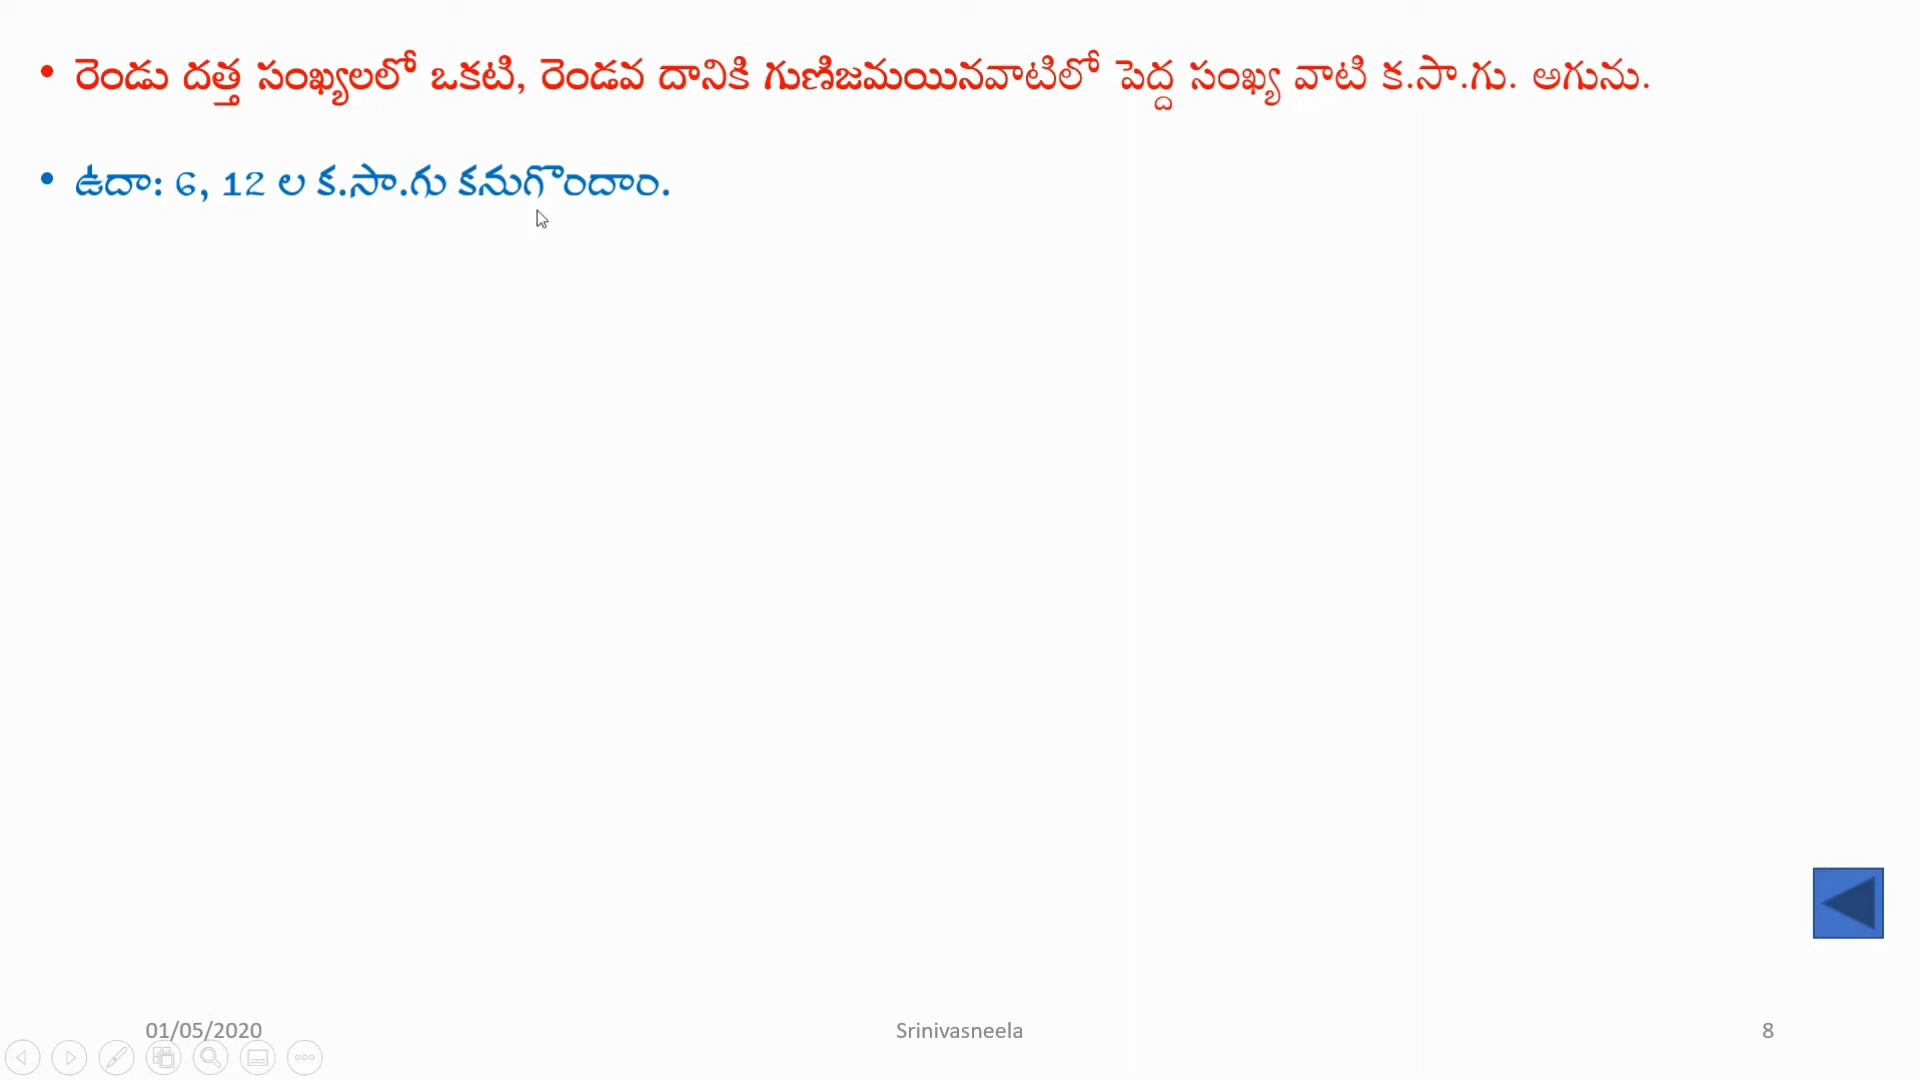 • రెండు దత్త సంఖ్యలలో ఒకటి, రెండవ దానికి గుణిజమయినవాటిలో పెద్ద సంఖ్య వాటి క.సా.గు. అగును.
• ఉదా: 6, 12 ల క.సా.గు కనుగొందాం.
01/05/2020 Srinivasneela 8